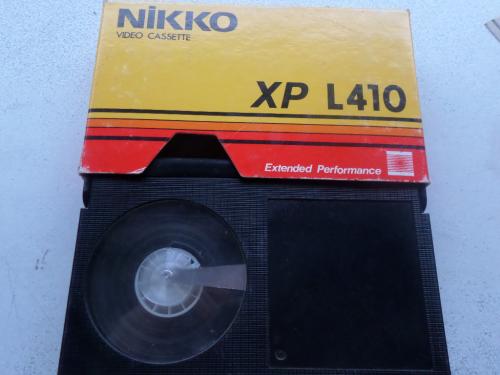 NiKKO
VIDEO CASSETTE
XP L410
Extended Performance